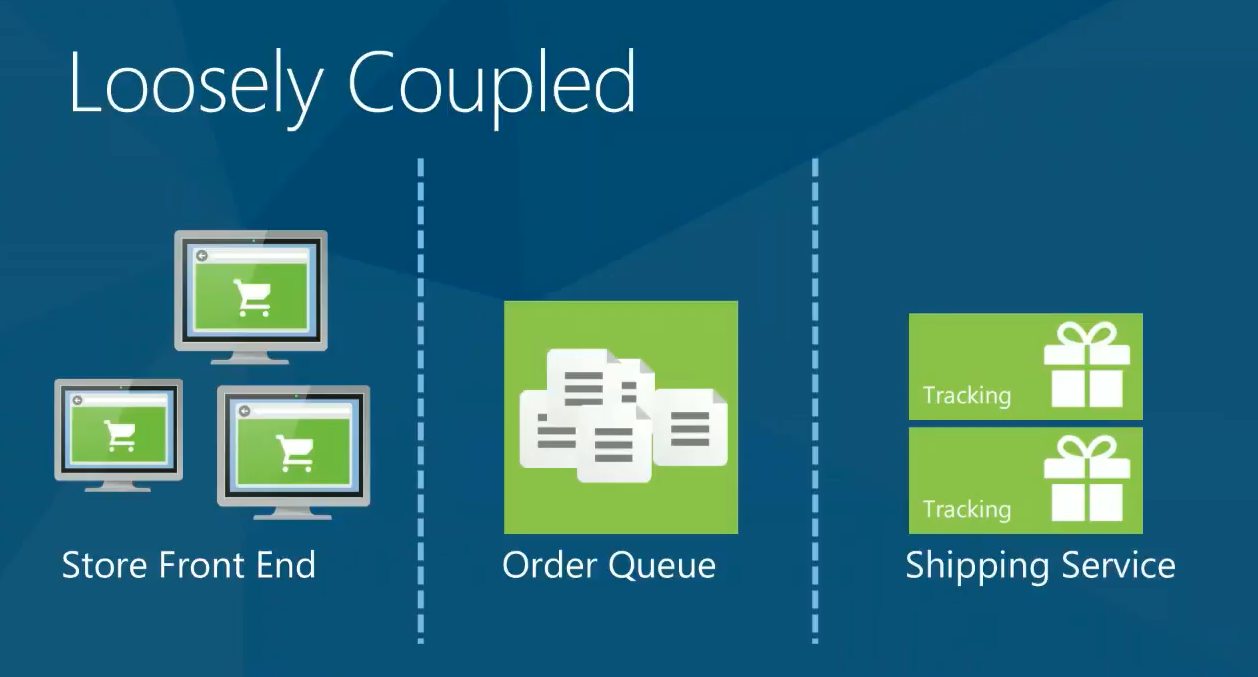 Loosely Coupled
Tracking
Tracking
Store Front End
Order Queue
Shipping Service